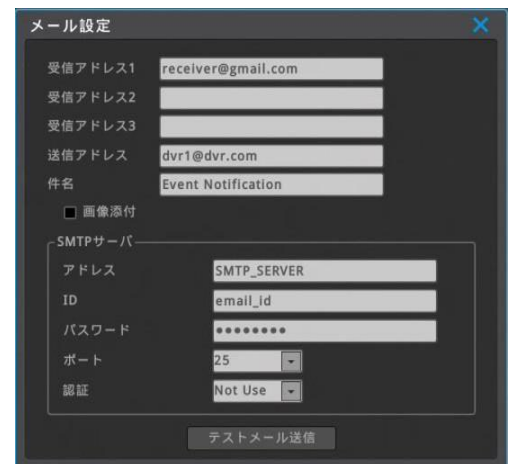 メール設定
受信アドレス1 receiver@gmail.com
受信アドレス2
受信アドレス3
送信アドレス dvr1@dvr.com
件名 Event Notification
画像添付
SMTPサーバ
アドレス SMTP_SERVER
ID email_id
パスワード ●●●●●●●●
ポート 25
認証 Not Use
テストメール送信